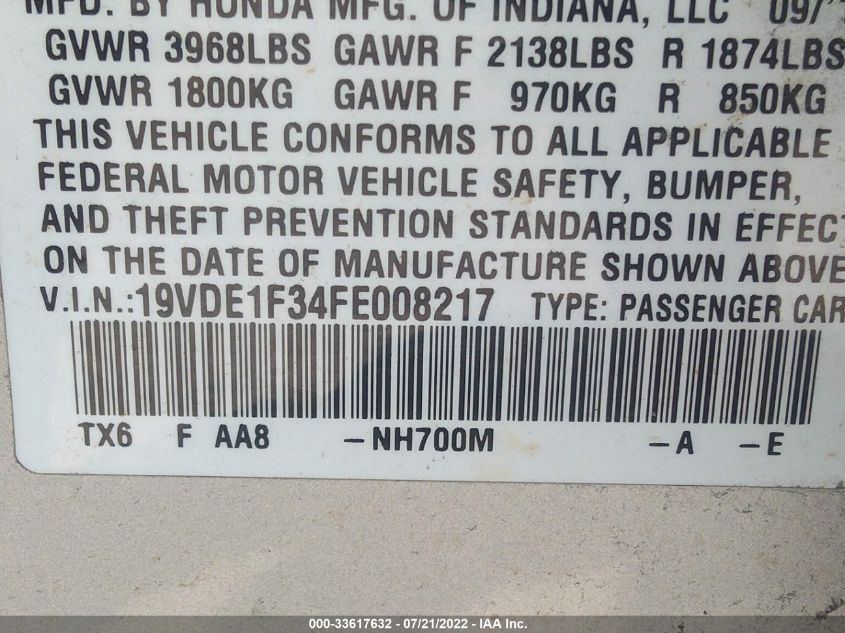 MFD. BY HONDA MFG. OF INDIANA, LLC 09/
GVWR 3968LBS GAWR F 2138LBS R 1874LBS
GVWR 1800KG GAWR F 970KG R 850KG
THIS VEHICLE CONFORMS TO ALL APPLICABLE
FEDERAL MOTOR VEHICLE SAFETY, BUMPER,
AND THEFT PREVENTION STANDARDS IN EFFECT
ON THE DATE OF MANUFACTURE SHOWN ABOVE
V.I.N.:19VDE1F34FE008217 TYPE: PASSENGER CAR
TX6 F AA8 -NH700M -A -E
000-33617632 - 07/21/2022 - IAA Inc.